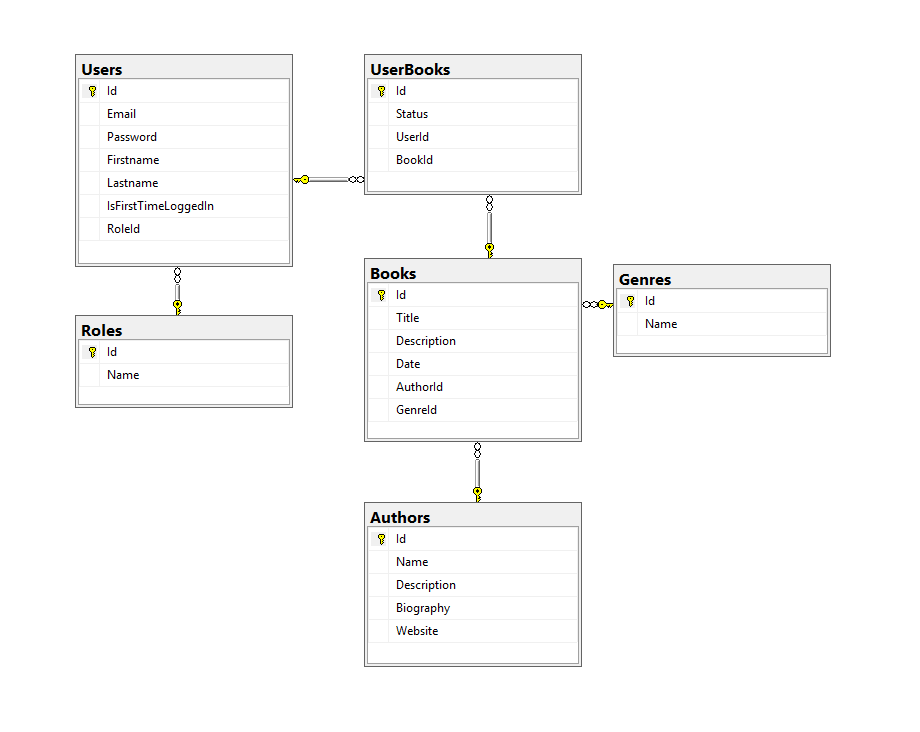 Users
Id
Email
Password
Firstname
Lastname
IsFirstTimeLoggedIn
RoleId
UserBooks
Id
Status
UserId
BookId
Roles
Id
Name
Books
Id
Title
Description
Date
AuthorId
GenreId
Genres
Id
Name
Authors
Id
Name
Description
Biography
Website